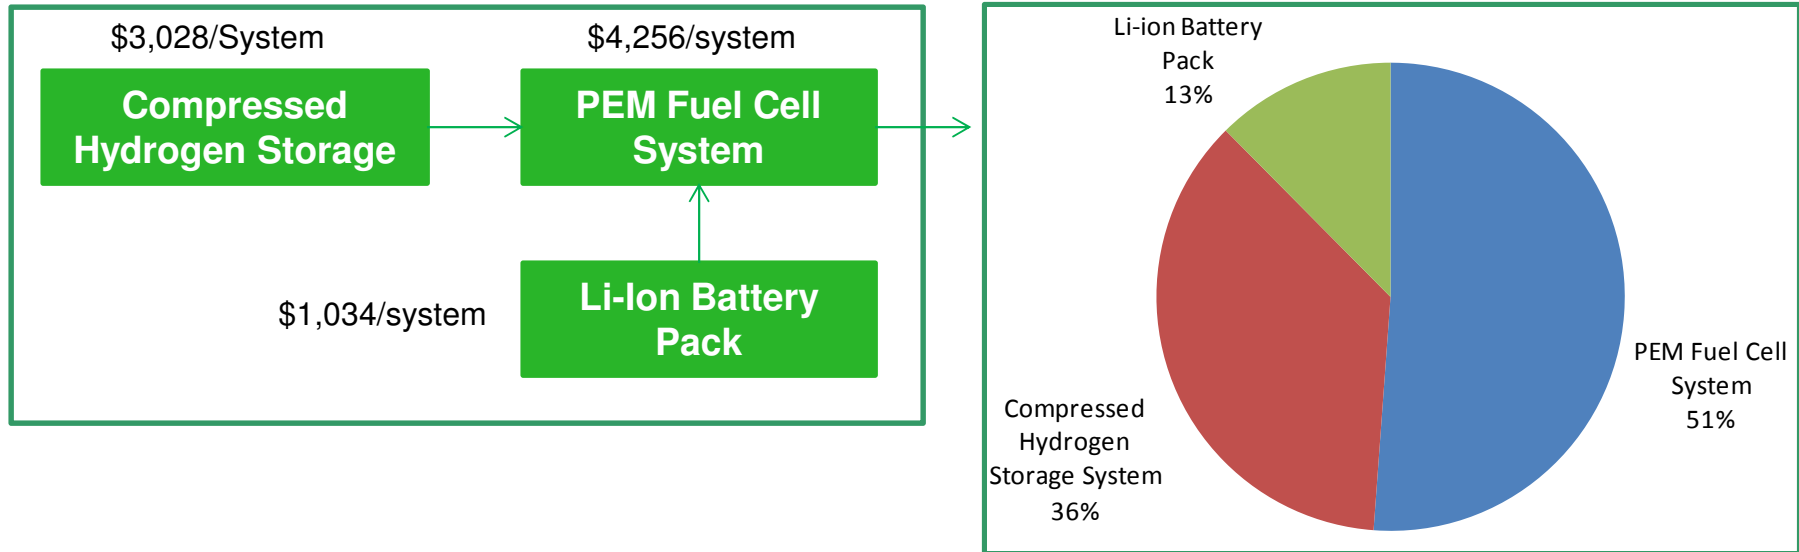 $3,028/System
$4,256/system
Compressed
Hydrogen Storage
PEM Fuel Cell
System
$1,034/system
Li-Ion Battery
Pack
Li-ion Battery
Pack
13%
PEM Fuel Cell
System
51%
Compressed
Hydrogen
Storage System
36%